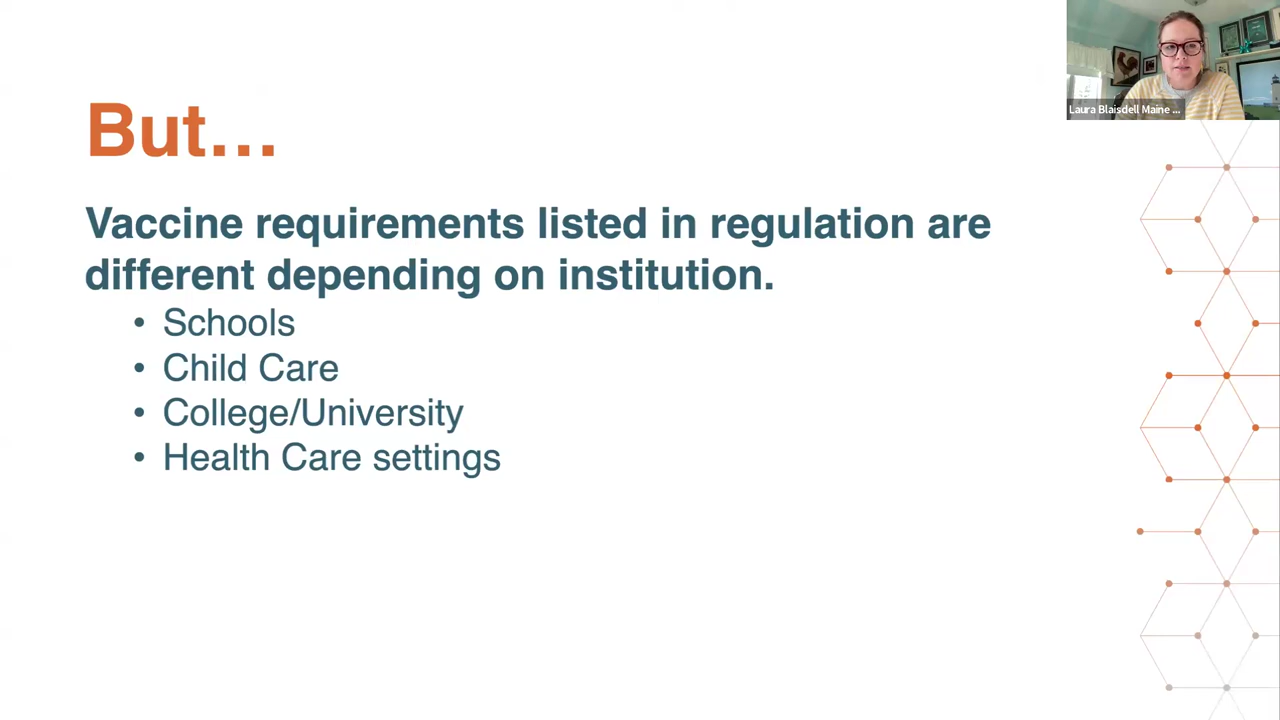 But...
Vaccine requirements listed in regulation are
different depending on institution.
• Schools
• Child Care
• College/University
• Health Care settings
Laura Blaisdell Maine ...